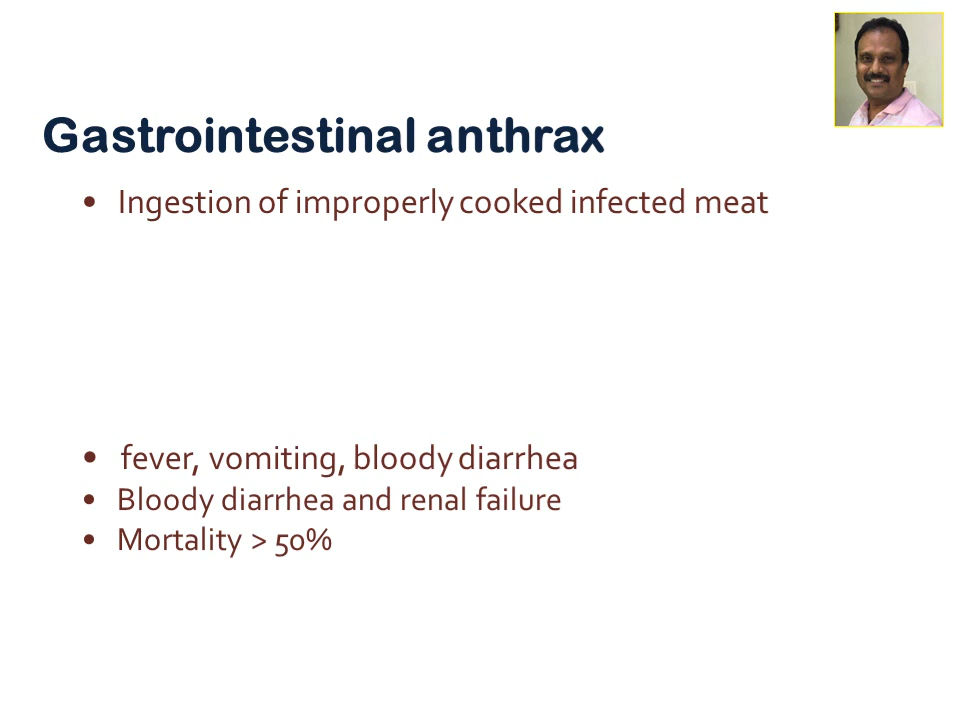 Gastrointestinal anthrax
• Ingestion of improperly cooked infected meat
• fever, vomiting, bloody diarrhea
• Bloody diarrhea and renal failure
• Mortality > 50%